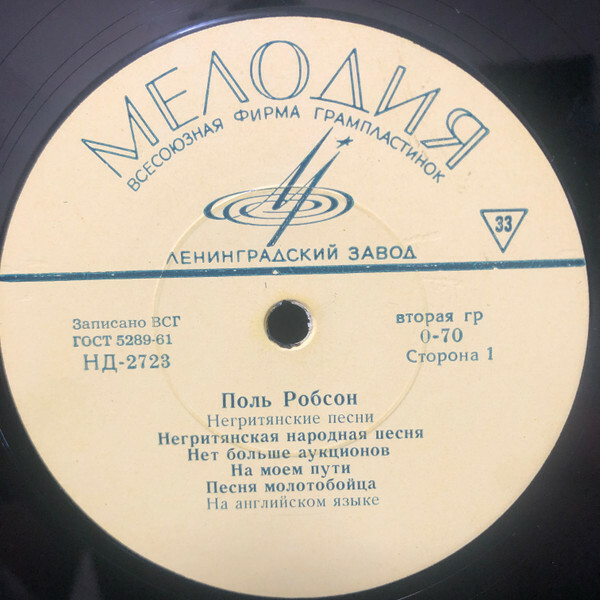 МЕЛОДИЯ
ВСЕСОЮЗНАЯ ФИРМА ГРАМПЛАСТИНОК
ЛЕНИНГРАДСКИЙ ЗАВОД
33
Записано ВСГ
ГОСТ 5289-61
НД-2723
вторая гр
0-70
Сторона 1
Поль Робсон
Негритянские песни
Негритянская народная песня
Нет больше аукционов
На моем пути
Песня молотобойца
На английском языке